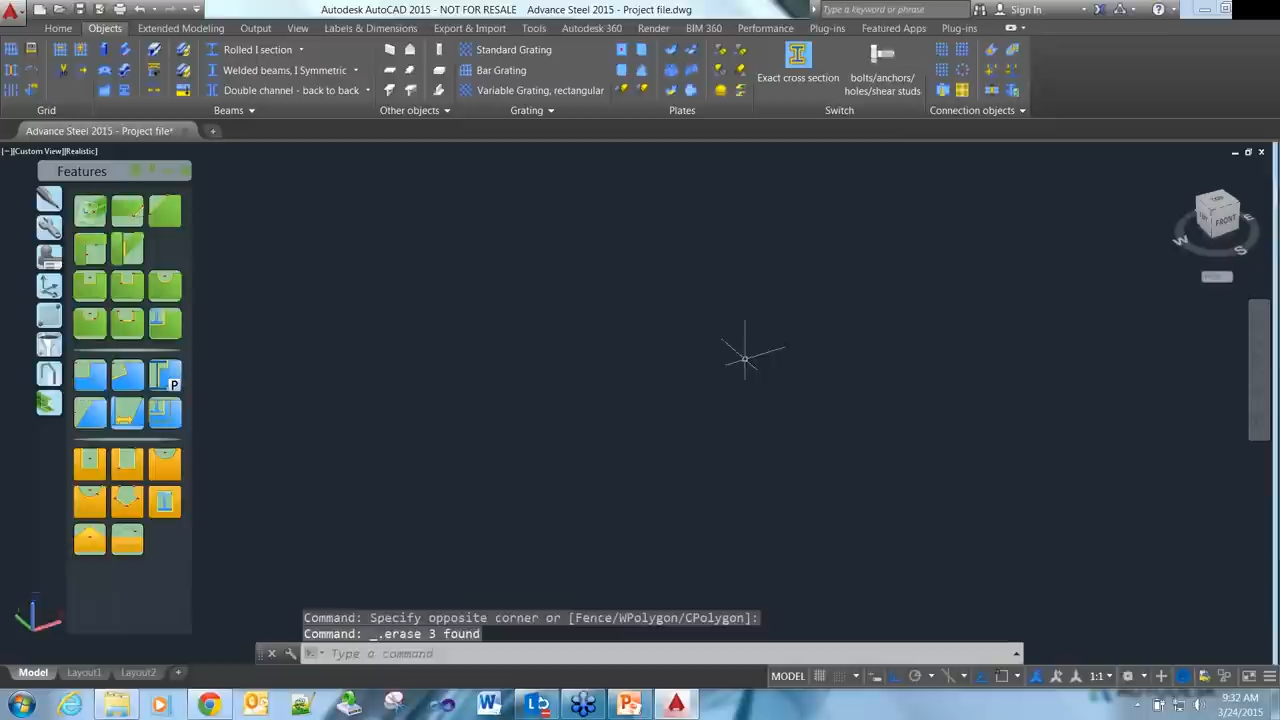 Autodesk AutoCAD 2015 - NOT FOR RESALE Advance Steel 2015 - Project file.dwg
Type a keyword or phrase
Sign In
Home Objects Extended Modeling Output View Labels & Dimensions Export & Import Tools Autodesk 360 Render BIM 360 Performance Plug-ins Featured Apps Plug-ins
Rolled I section
Welded beams, I Symmetric
Double channel - back to back
Standard Grating
Bar Grating
Variable Grating, rectangular
Exact cross section
bolts/anchors/
holes/shear studs
Grid Beams Other objects Grating Plates Switch Connection objects
Advance Steel 2015 - Project file*
[−][Custom View][Realistic]
Features
P
FRONT
W
E
S
Command: Specify opposite corner or [Fence/WPolygon/CPolygon]:
Command: _.erase 3 found
Type a command
Model Layout1 Layout2
MODEL
1:1
9:32 AM
3/24/2015